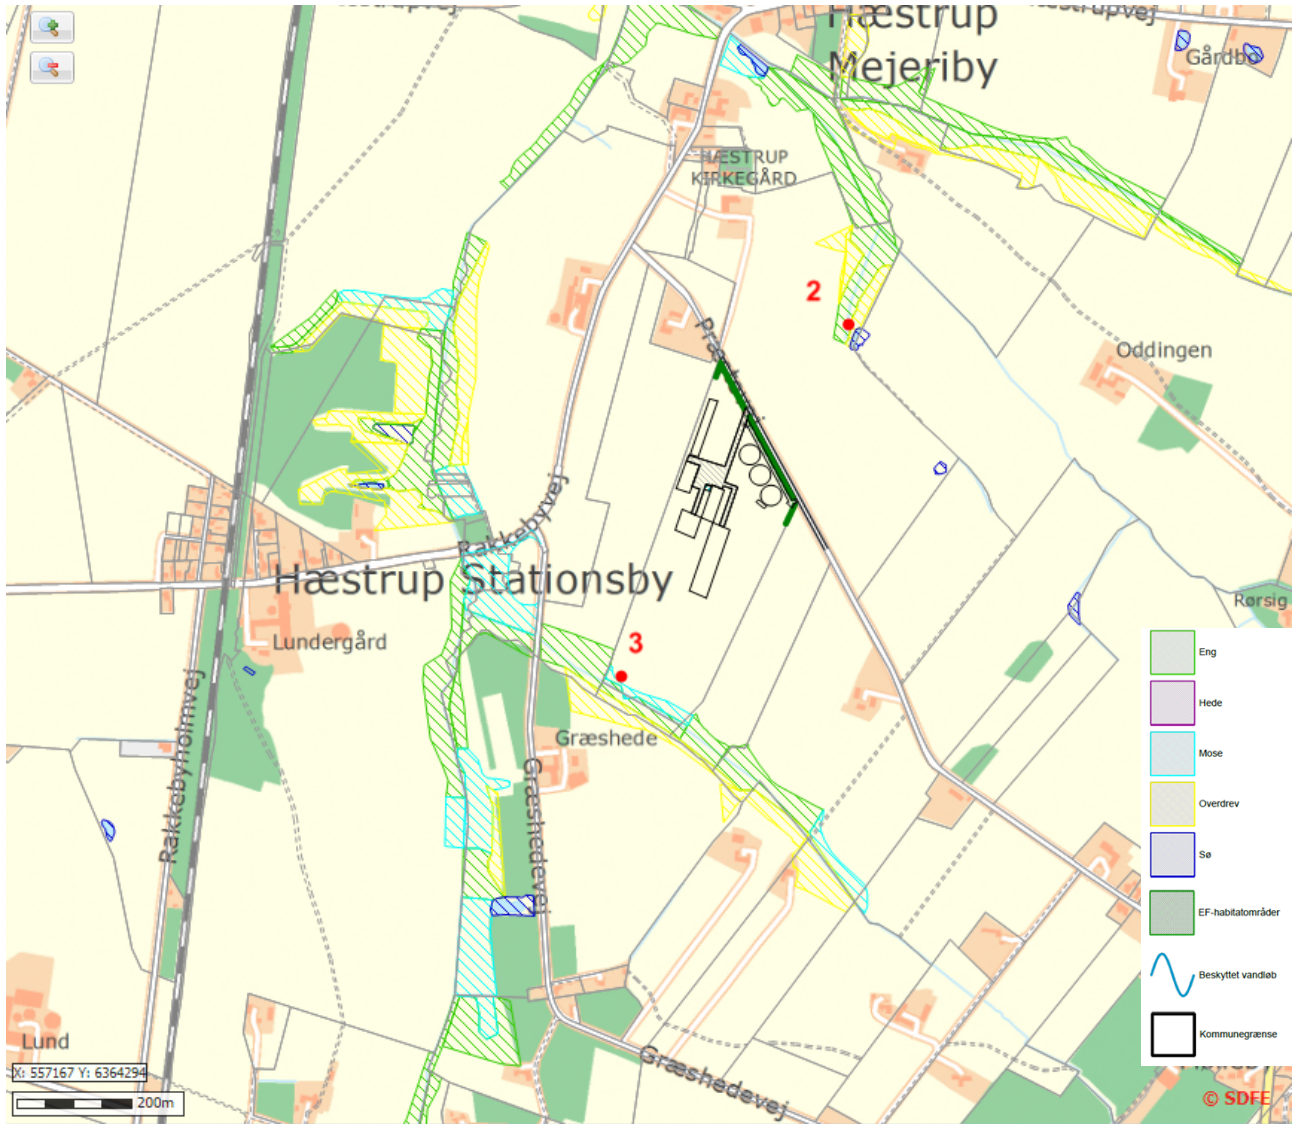 Hæstrup
Mejeriby
Gårdbo
HÆSTRUP
KIRKEGÅRD
2
Oddingen
Rakkebyvej
Hæstrup Stationsby
Lundergård
Rørsig
3
Græshede
Rakkebyholmvej
Græshedevej
Græshedevej
Lund
X: 557167 Y: 6364294
200m
Eng
Hede
Mose
Overdrev
Sø
EF-habitatområder
Beskyttet vandløb
Kommunegrænse
© SDFE